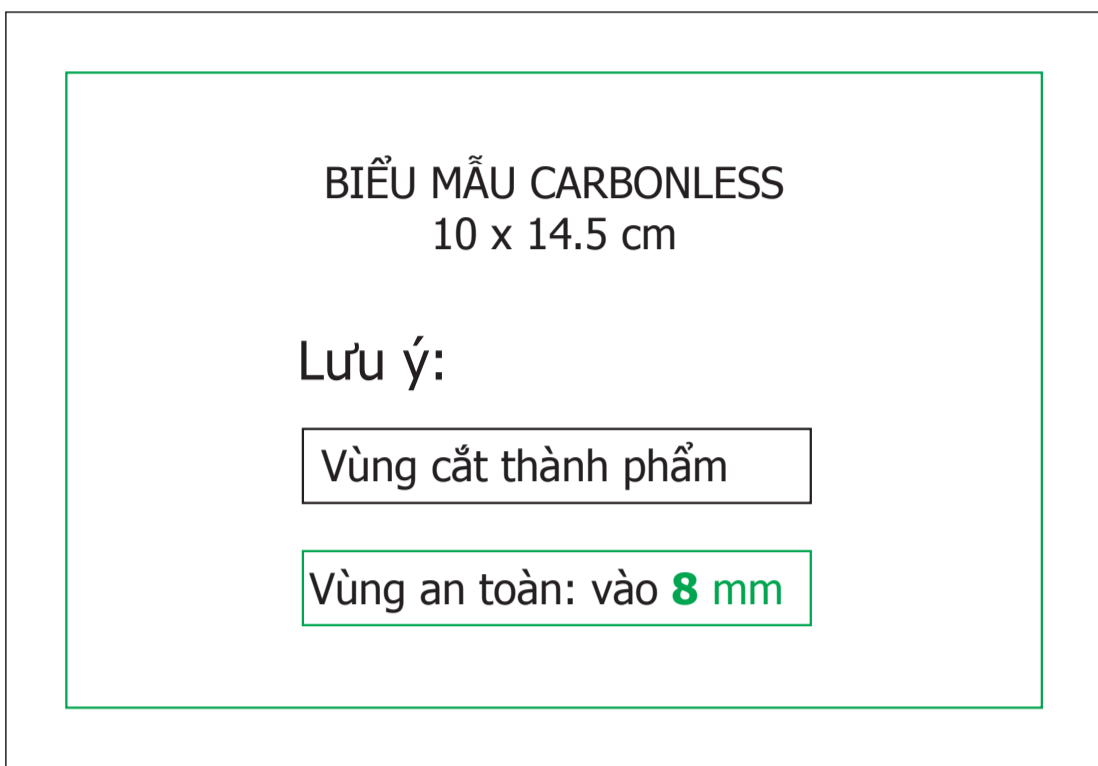 BIỂU MẪU CARBONLESS
10 x 14.5 cm
Lưu ý:
Vùng cắt thành phẩm
Vùng an toàn: vào 8 mm